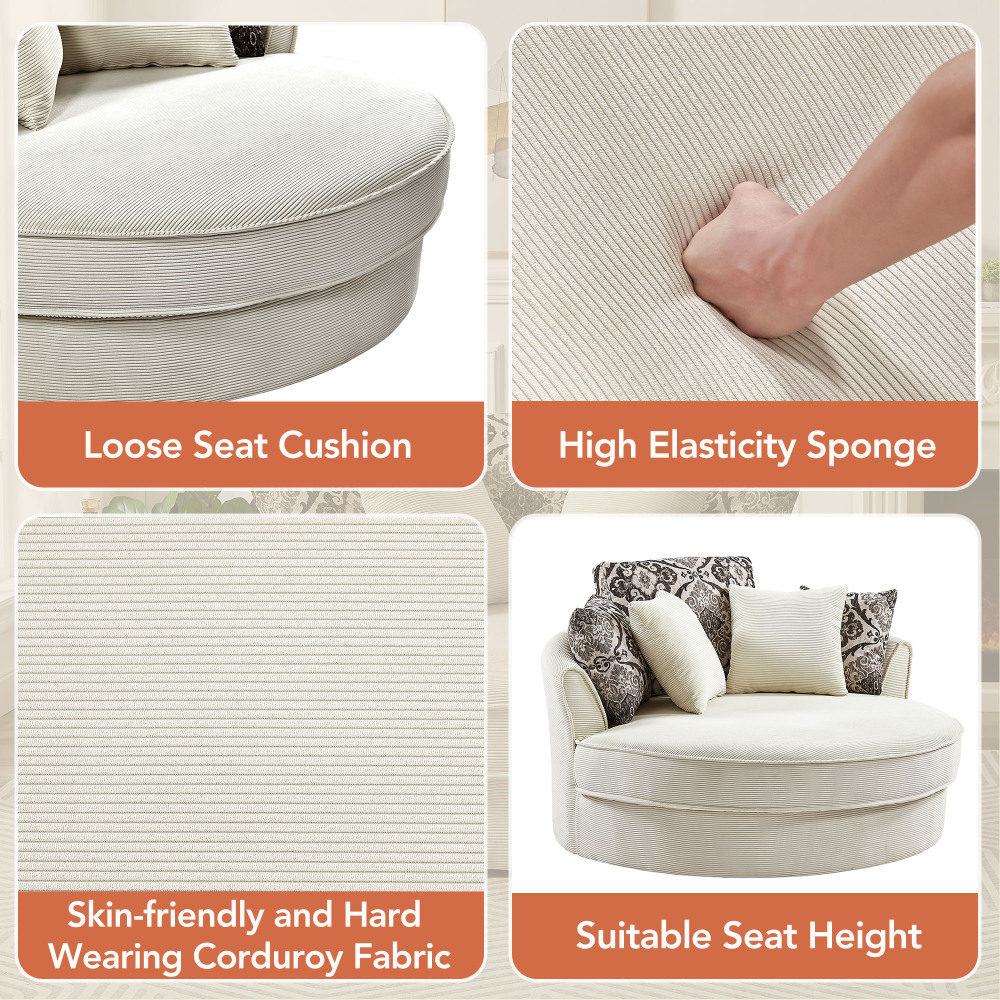 Loose Seat Cushion
High Elasticity Sponge
Skin-friendly and Hard
Wearing Corduroy Fabric
Suitable Seat Height